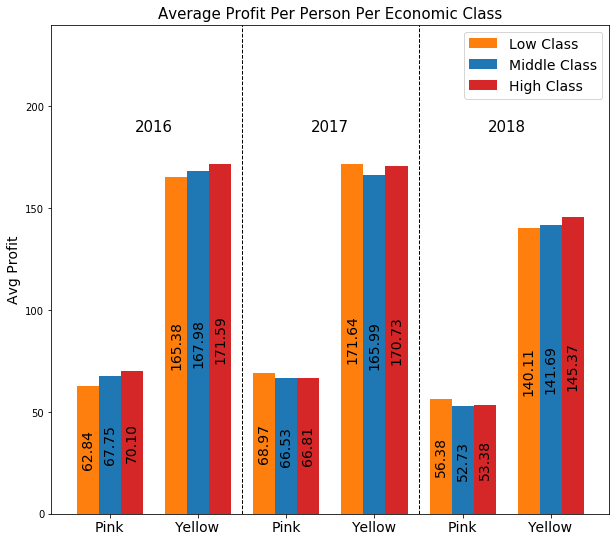 Average Profit Per Person Per Economic Class
Low Class
Middle Class
High Class
2016
2017
2018
Avg Profit
200
150
100
50
0
62.84
67.75
70.10
165.38
167.98
171.59
68.97
66.53
66.81
171.64
165.99
170.73
56.38
52.73
53.38
140.11
141.69
145.37
Pink
Yellow
Pink
Yellow
Pink
Yellow